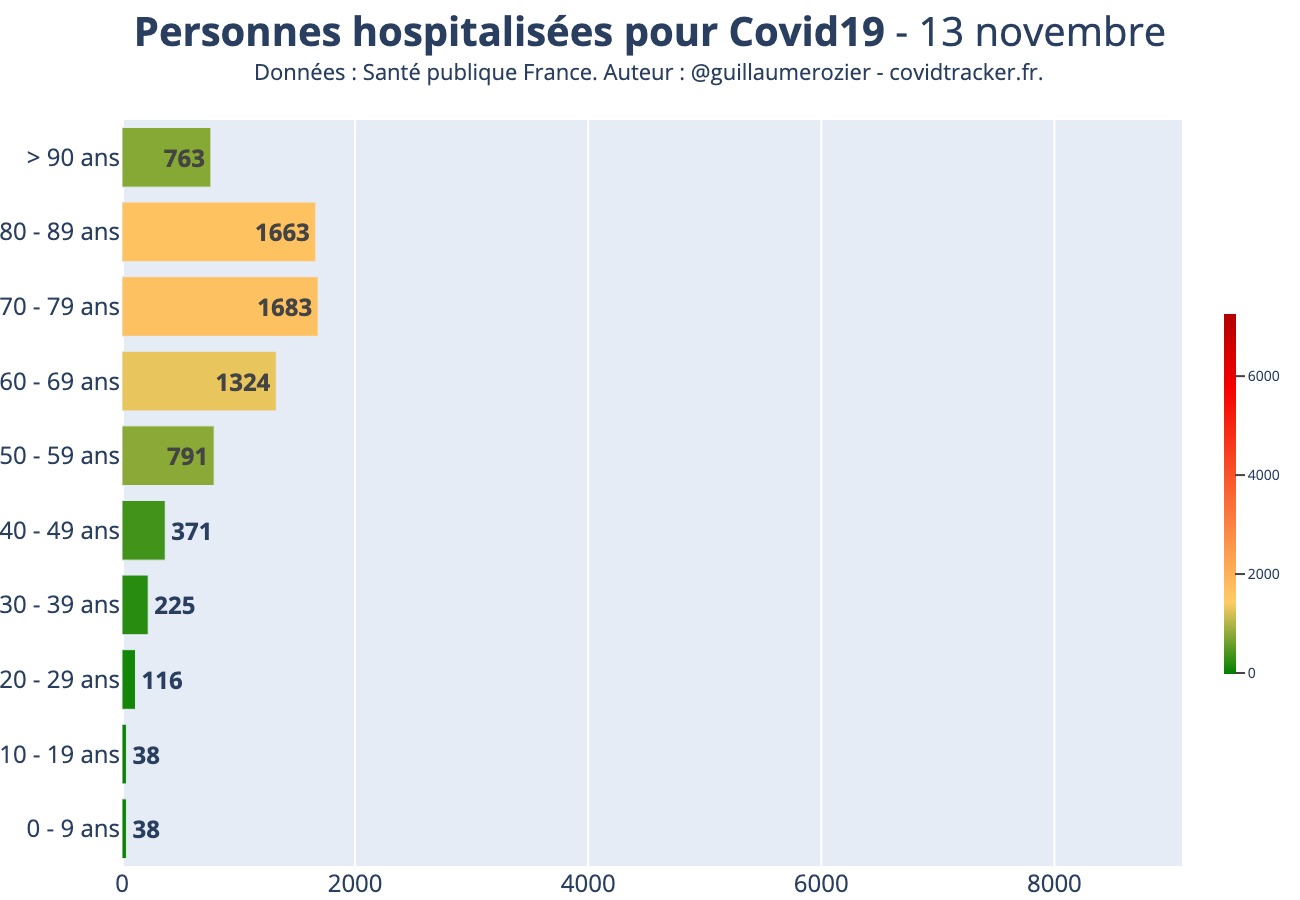 Personnes hospitalisées pour Covid19 - 13 novembre
Données : Santé publique France. Auteur : @guillaumerozier - covidtracker.fr.
> 90 ans 763
80 - 89 ans 1663
70 - 79 ans 1683
60 - 69 ans 1324
50 - 59 ans 791
40 - 49 ans 371
30 - 39 ans 225
20 - 29 ans 116
10 - 19 ans 38
0 - 9 ans 38
0 2000 4000 6000 8000
6000
4000
2000
0